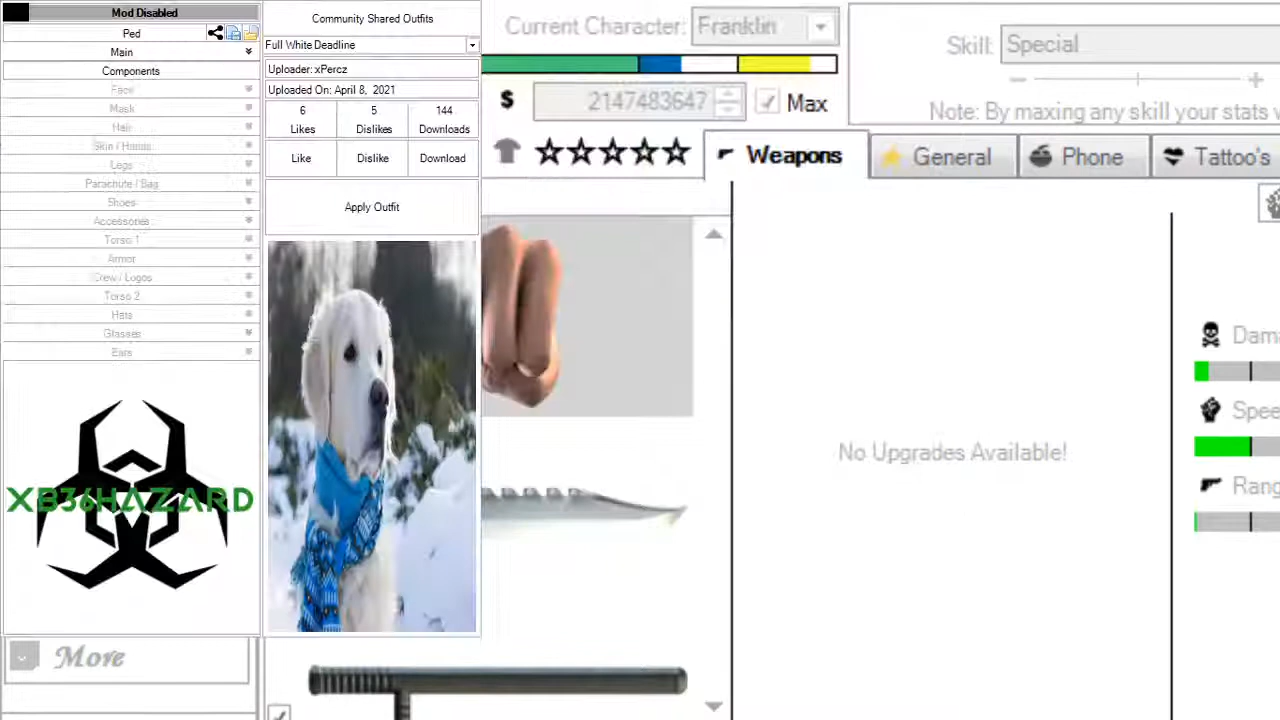 Mod Disabled
Ped
Main
Components
Face
Mask
Hair
Skin / Hands
Legs
Parachute / Bag
Shoes
Accessories
Torso 1
Armor
Crew / Logos
Torso 2
Hats
Glasses
Ears
XB36HAZARD
More
Community Shared Outfits
Full White Deadline
Uploader: xPercz
Uploaded On: April 8, 2021
6 5 144
Likes Dislikes Downloads
Like Dislike Download
Apply Outfit
Current Character: Franklin
$ 2147483647 Max
Skill: Special
Note: By maxing any skill your stats
Weapons General Phone Tattoo's
No Upgrades Available!